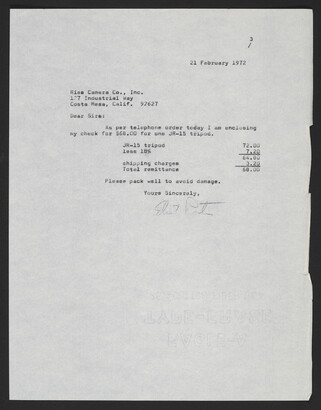 3
21 February 1972
Camera Co., Inc.
Industrial Way
Costa Mesa, Calif. 92627
Dear Sirs:
As per telephone order today I am enclosing
my check for $68.00 for one JR-15 tripod.
JR-15 tripod 72.00
less 10% 7.20
64.80
shipping charges 3.20
Total remittance 68.00
Please pack well to avoid damage.
Yours Sincerely,